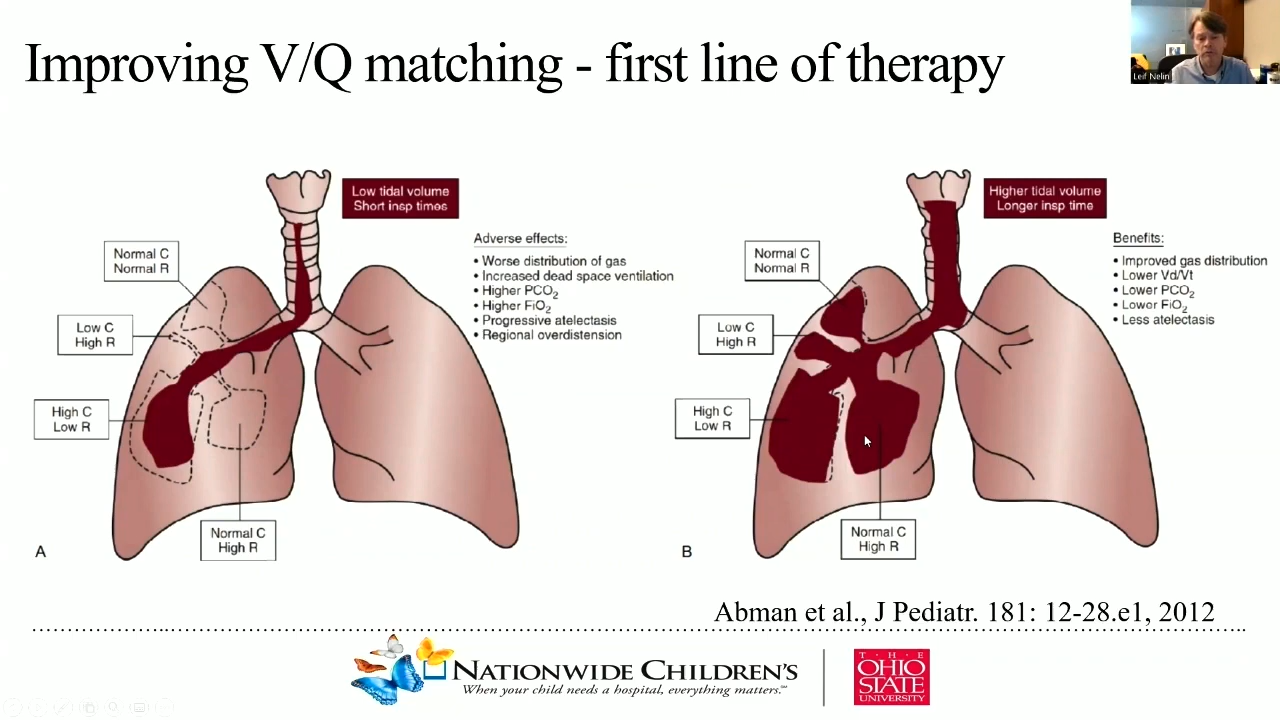 Improving V/Q matching - first line of therapy
Leif Nelin
Low tidal volume
Short insp times
Normal C
Normal R
Low C
High R
High C
Low R
Normal C
High R
Adverse effects:
• Worse distribution of gas
• Increased dead space ventilation
• Higher PCO2
• Higher FiO2
• Progressive atelectasis
• Regional overdistension
A
Higher tidal volume
Longer insp time
Normal C
Normal R
Low C
High R
High C
Low R
Normal C
High R
Benefits:
• Improved gas distribution
• Lower Vd/Vt
• Lower PCO2
• Lower FiO2
• Less atelectasis
B
Abman et al., J Pediatr. 181: 12-28.e1, 2012
NATIONWIDE CHILDREN'S
When your child needs a hospital, everything matters.℠
THE
OHIO
STATE
UNIVERSITY